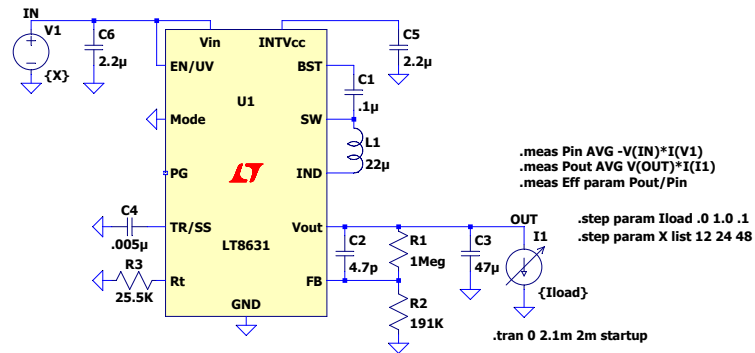 IN
V1
{X}
C6
2.2µ
Vin
INTVcc
C5
2.2µ
EN/UV
BST
C1
.1µ
U1
Mode
SW
L1
22µ
PG
IND
.meas Pin AVG -V(IN)*I(V1)
.meas Pout AVG V(OUT)*I(I1)
.meas Eff param Pout/Pin
C4
.005µ
TR/SS
LT8631
Vout
C2
4.7p
R1
1Meg
C3
47µ
OUT
I1
{Iload}
.step param Iload .0 1.0 .1
.step param X list 12 24 48
R3
25.5K
Rt
FB
GND
R2
191K
.tran 0 2.1m 2m startup